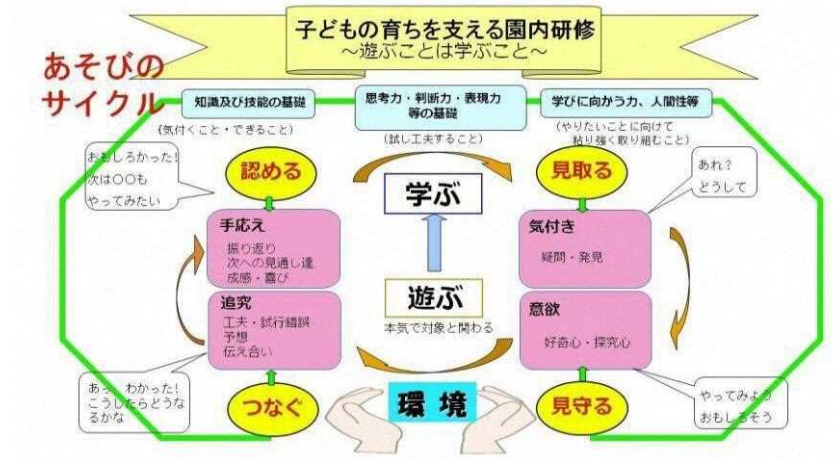 子どもの育ちを支える園内研修
～遊ぶことは学ぶこと～
あそびの
サイクル
知識及び技能の基礎
(気付くこと・できること)
思考力・判断力・表現力
等の基礎
(試し工夫すること)
学びに向かう力、人間性等
(やりたいことに向けて
粘り強く取り組むこと)
おもしろかった!
次は〇〇も
やってみたい
認める
学ぶ
見取る
あれ?
どうして
手応え
振り返り
次への見通し達
成感・喜び
気付き
疑問・発見
遊ぶ
本気で対象と関わる
追究
工夫・試行錯誤
予想
伝え合い
意欲
好奇心・探究心
あっ わかった!
こうしたらどうな
るかな
つなぐ
環境
見守る
やってみよう
おもしろそう